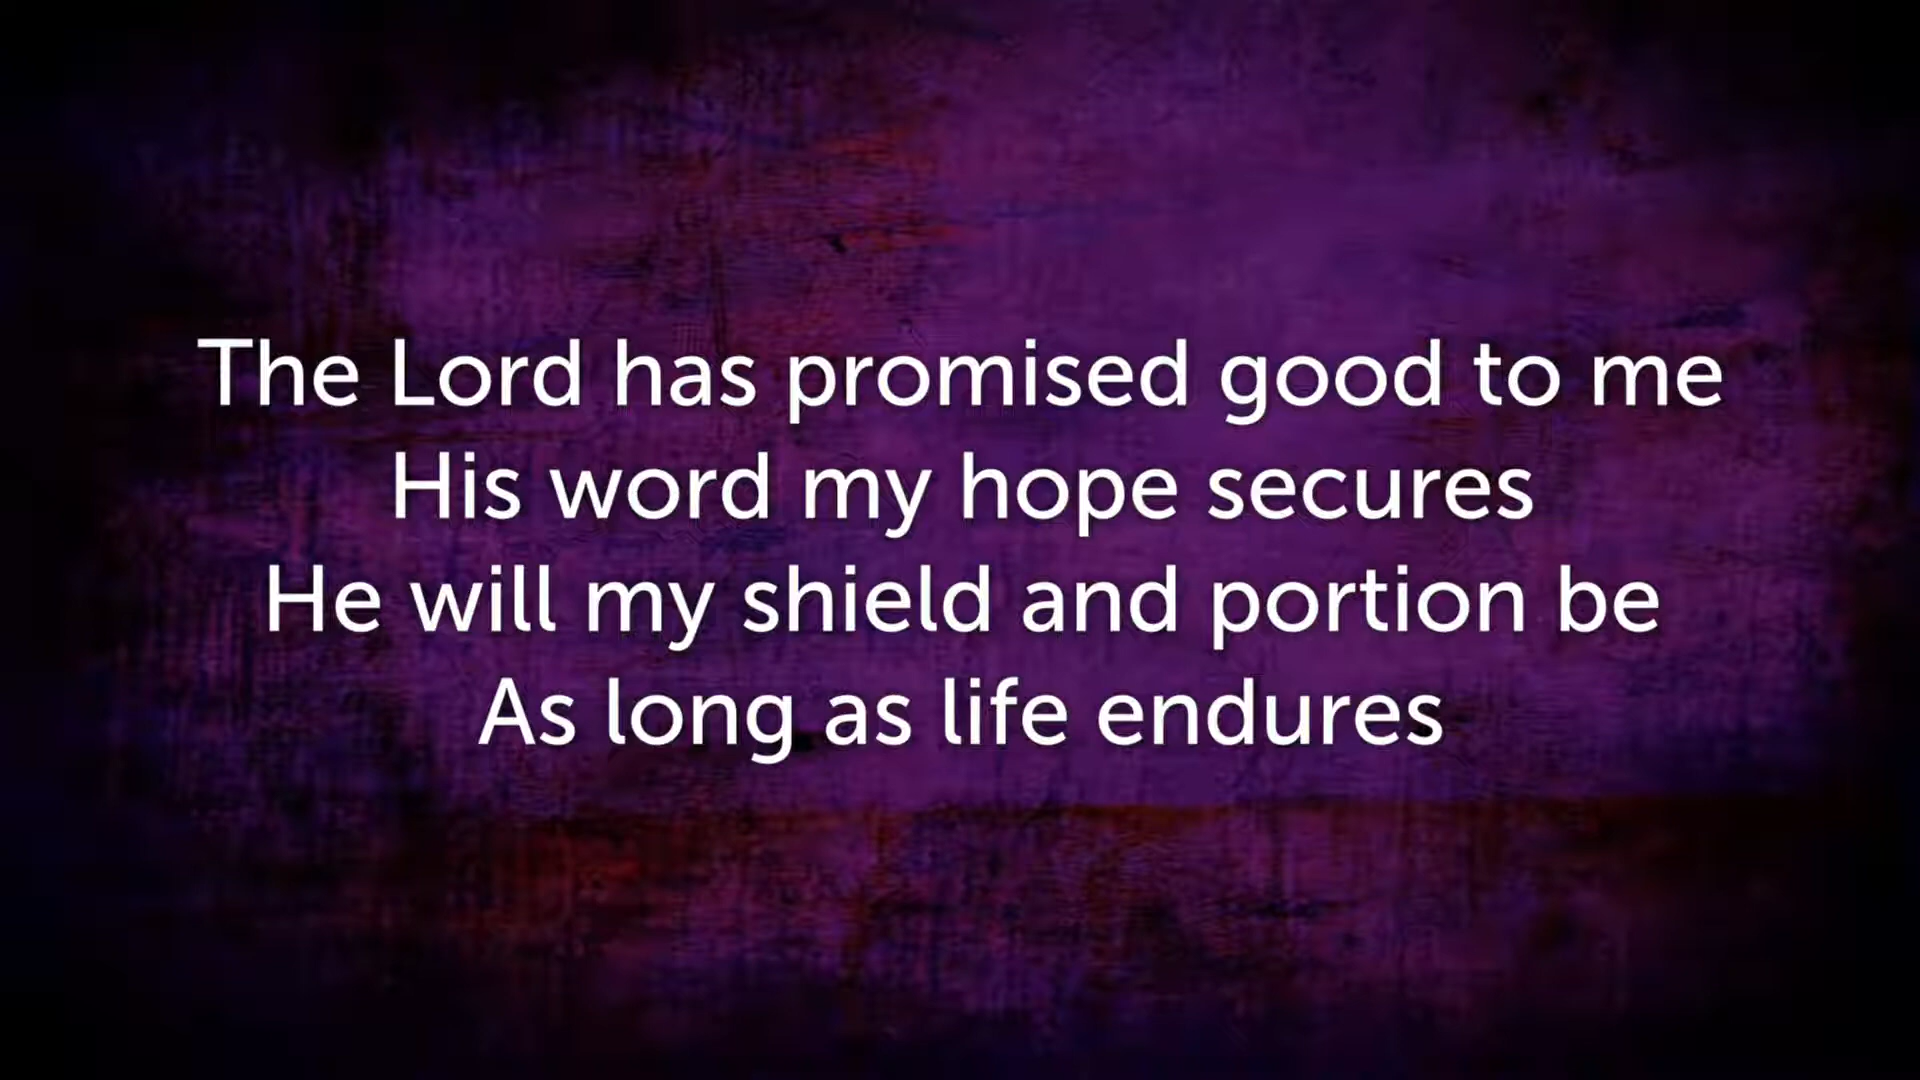 The Lord has promised good to me
His word my hope secures
He will my shield and portion be
As long as life endures